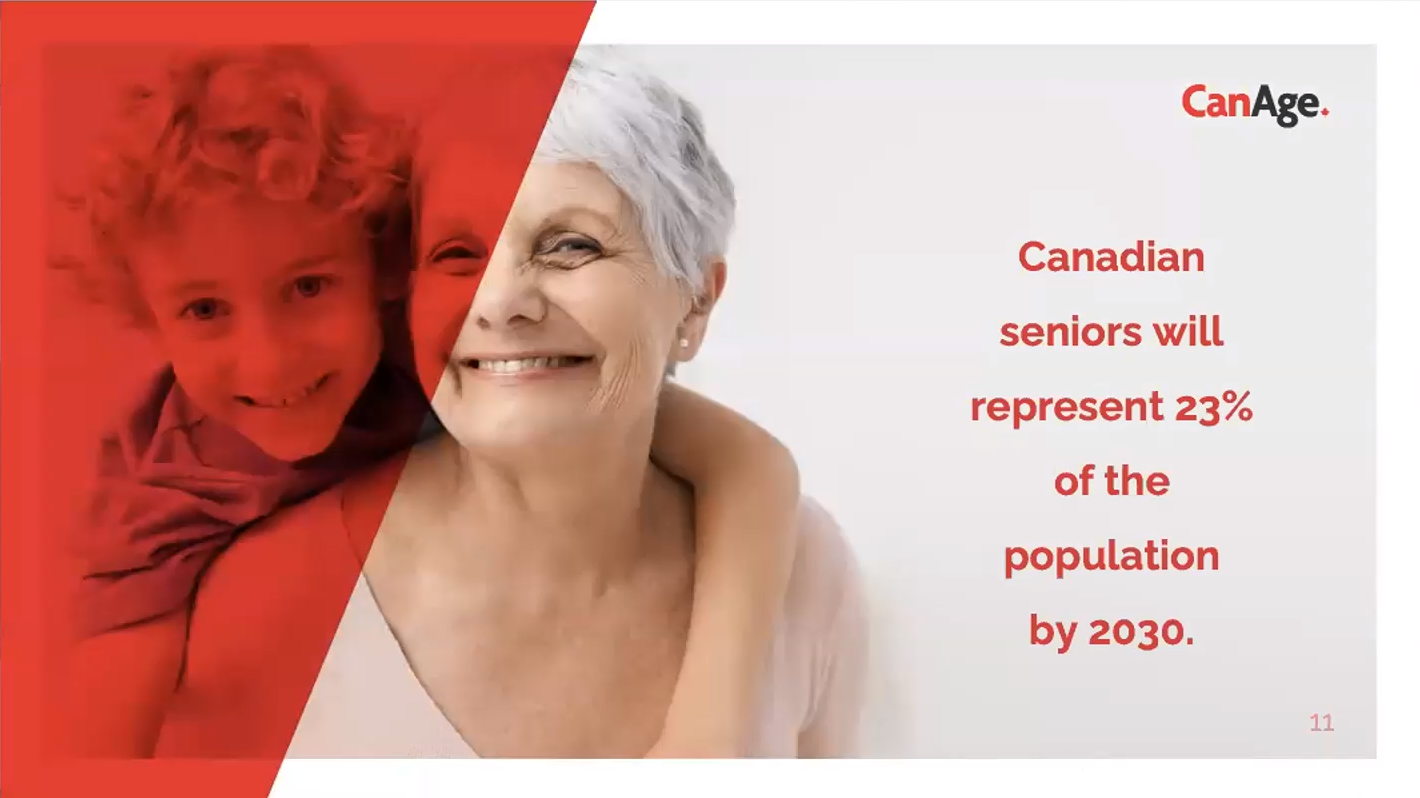 CanAge.
Canadian
seniors will
represent 23%
of the
population
by 2030.
11